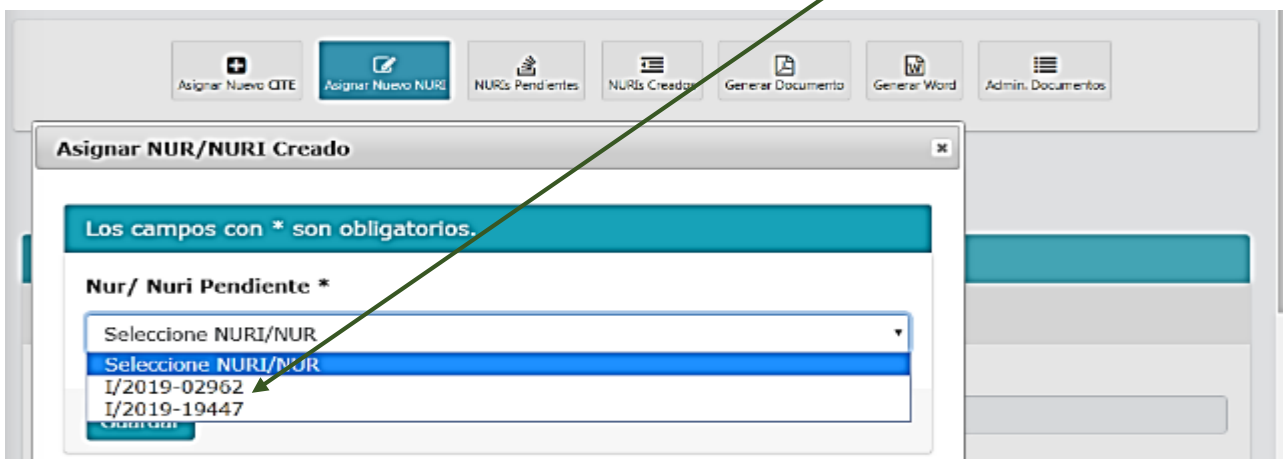 Asignar Nuevo CITE
Asignar Nuevo NURI
NURIs Pendientes
NURIs Creados
Generar Documento
Generar Word
Admin. Documentos
Asignar NUR/NURI Creado
Los campos con * son obligatorios.
Nur/ Nuri Pendiente *
Seleccione NURI/NUR
Seleccione NURI/NUR
I/2019-02962
I/2019-19447
Guardar